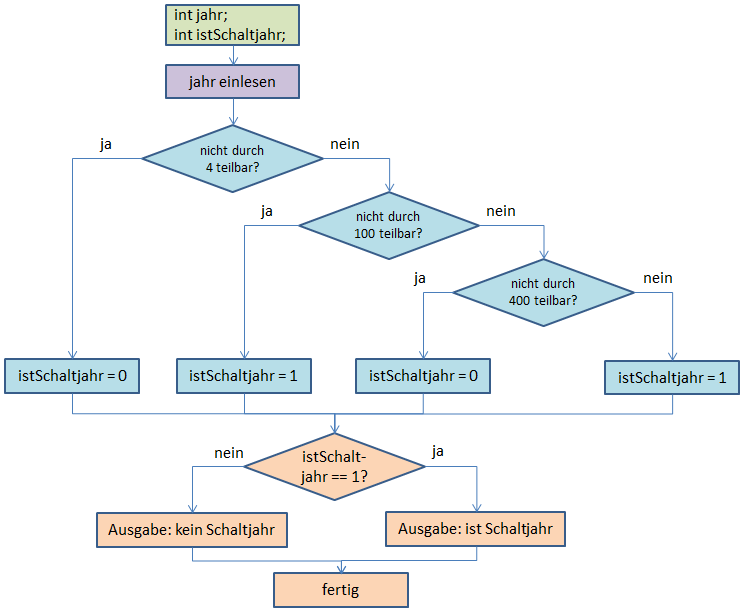 int jahr;
int istSchaltjahr;
jahr einlesen
ja
nicht durch
4 teilbar?
nein
ja
nicht durch
100 teilbar?
nein
ja
nicht durch
400 teilbar?
nein
istSchaltjahr = 0
istSchaltjahr = 1
istSchaltjahr = 0
istSchaltjahr = 1
nein
istSchalt-
jahr == 1?
ja
Ausgabe: kein Schaltjahr
Ausgabe: ist Schaltjahr
fertig